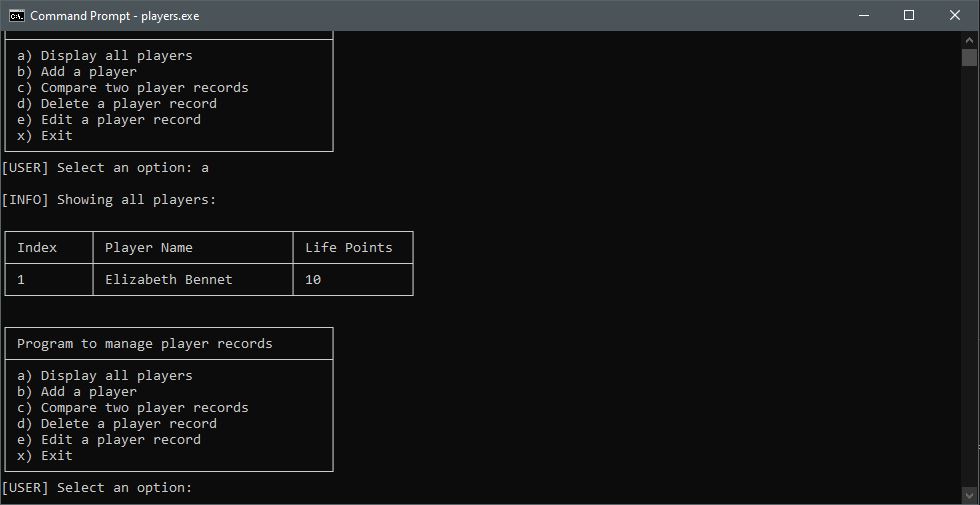 Command Prompt - players.exe
a) Display all players
b) Add a player
c) Compare two player records
d) Delete a player record
e) Edit a player record
x) Exit
[USER] Select an option: a
[INFO] Showing all players:
Index Player Name Life Points
1 Elizabeth Bennet 10
Program to manage player records
a) Display all players
b) Add a player
c) Compare two player records
d) Delete a player record
e) Edit a player record
x) Exit
[USER] Select an option: